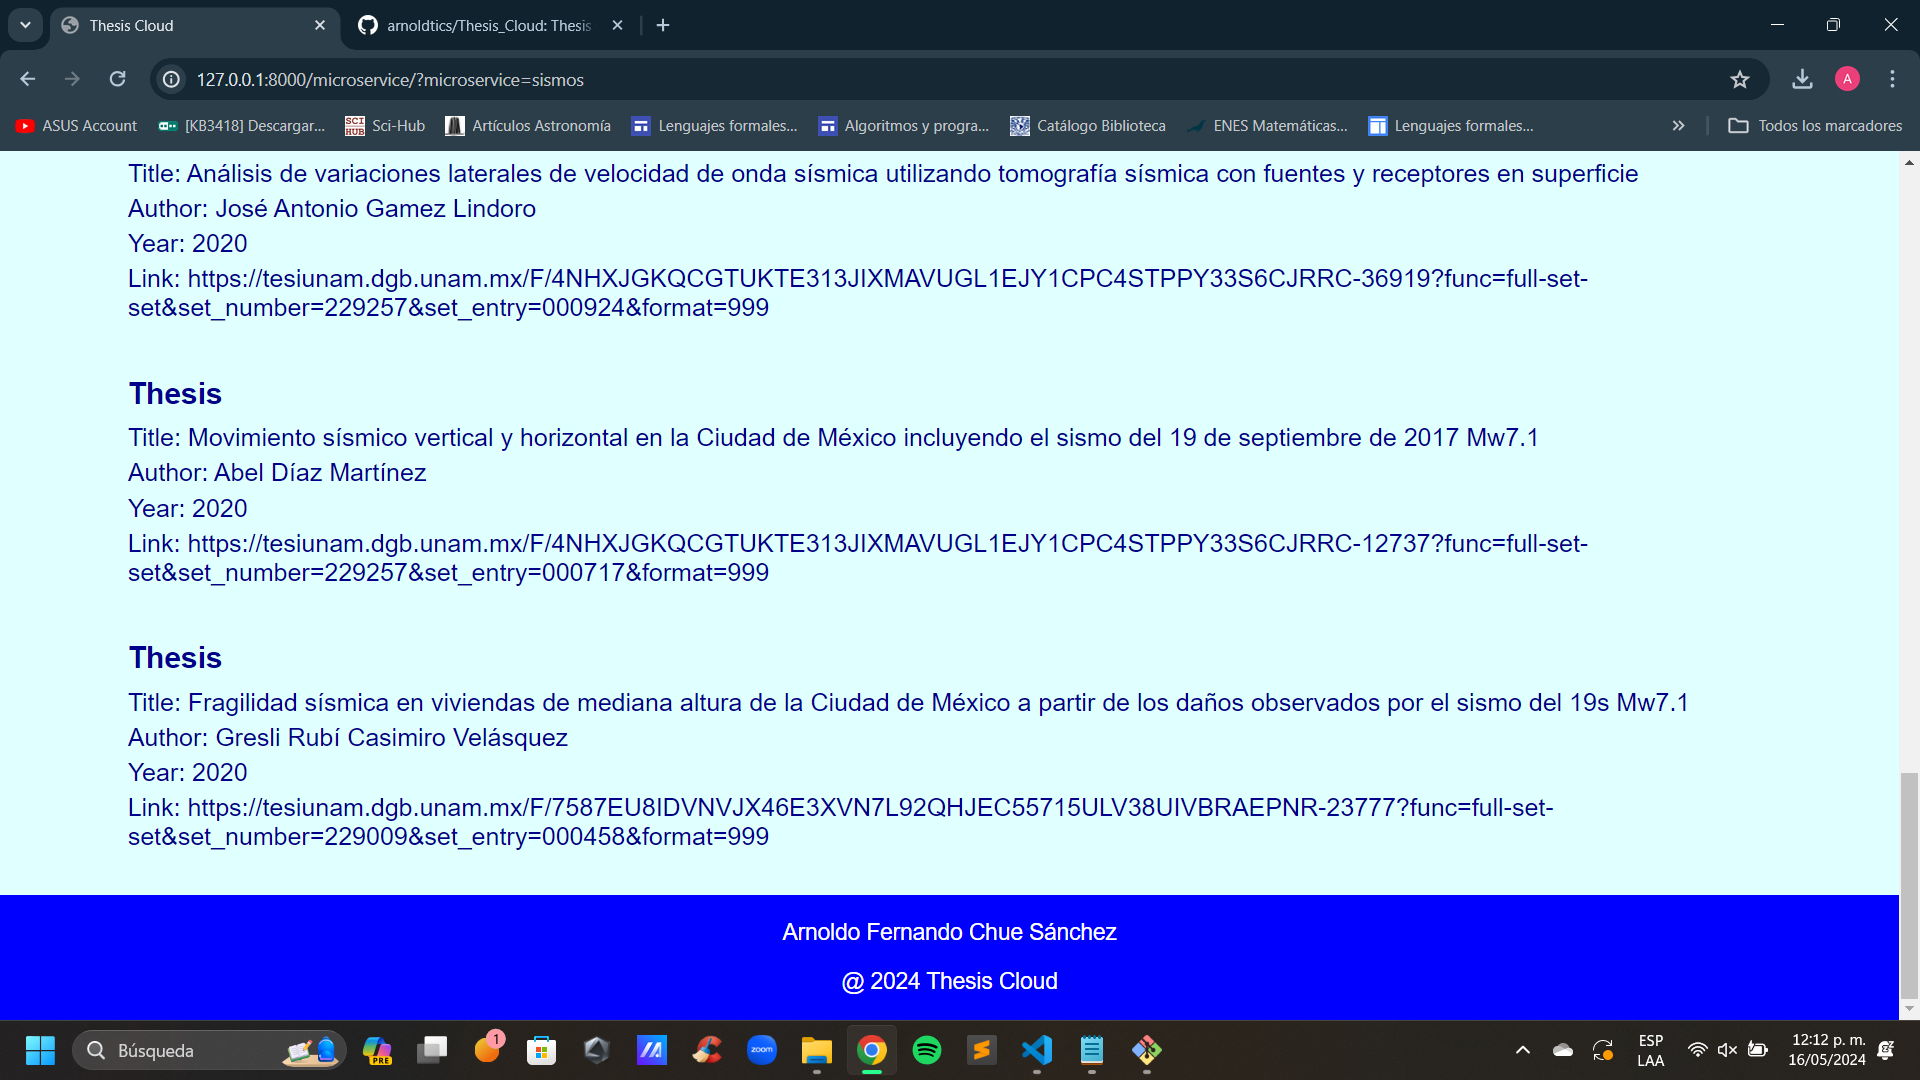 Thesis Cloud
arnoldtics/Thesis_Cloud: Thesis
127.0.0.1:8000/microservice/?microservice=sismos
A
ASUS Account
[KB3418] Descargar...
SCI HUB
Sci-Hub
Artículos Astronomía
Lenguajes formales...
Algoritmos y progra...
Catálogo Biblioteca
ENES Matemáticas...
Lenguajes formales...
Todos los marcadores
Title: Análisis de variaciones laterales de velocidad de onda sísmica utilizando tomografía sísmica con fuentes y receptores en superficie
Author: José Antonio Gamez Lindoro
Year: 2020
Link: https://tesiunam.dgb.unam.mx/F/4NHXJGKQCGTUKTE313JIXMAVUGL1EJY1CPC4STPPY33S6CJRRC-36919?func=full-set-
set&set_number=229257&set_entry=000924&format=999
Thesis
Title: Movimiento sísmico vertical y horizontal en la Ciudad de México incluyendo el sismo del 19 de septiembre de 2017 Mw7.1
Author: Abel Díaz Martínez
Year: 2020
Link: https://tesiunam.dgb.unam.mx/F/4NHXJGKQCGTUKTE313JIXMAVUGL1EJY1CPC4STPPY33S6CJRRC-12737?func=full-set-
set&set_number=229257&set_entry=000717&format=999
Thesis
Title: Fragilidad sísmica en viviendas de mediana altura de la Ciudad de México a partir de los daños observados por el sismo del 19s Mw7.1
Author: Gresli Rubí Casimiro Velásquez
Year: 2020
Link: https://tesiunam.dgb.unam.mx/F/7587EU8IDVNVJX46E3XVN7L92QHJEC55715ULV38UIVBRAEPNR-23777?func=full-set-
set&set_number=229009&set_entry=000458&format=999
Arnoldo Fernando Chue Sánchez
@ 2024 Thesis Cloud
Búsqueda
PRE
1
zoom
ESP
LAA
12:12 p. m.
16/05/2024